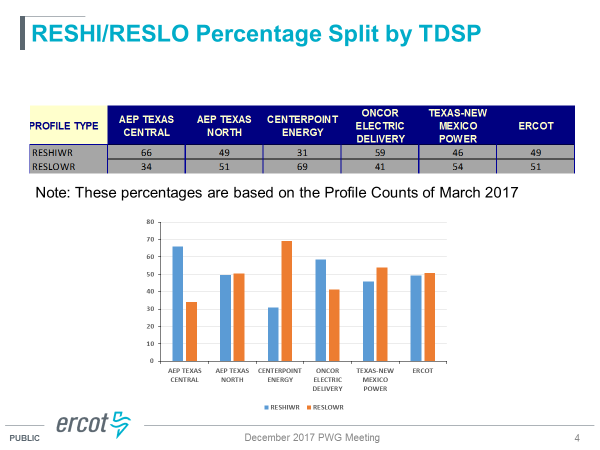 RESHI/RESLO Percentage Split by TDSP
PROFILE TYPE AEP TEXAS CENTRAL AEP TEXAS NORTH CENTERPOINT ENERGY ONCOR ELECTRIC DELIVERY TEXAS-NEW MEXICO POWER ERCOT
RESHIWR 66 49 31 59 46 49
RESLOWR 34 51 69 41 54 51
Note: These percentages are based on the Profile Counts of March 2017
80
70
60
50
40
30
20
10
0
AEP TEXAS CENTRAL AEP TEXAS NORTH CENTERPOINT ENERGY ONCOR ELECTRIC DELIVERY TEXAS-NEW MEXICO POWER ERCOT
RESHIWR RESLOWR
ercot
PUBLIC
December 2017 PWG Meeting
4